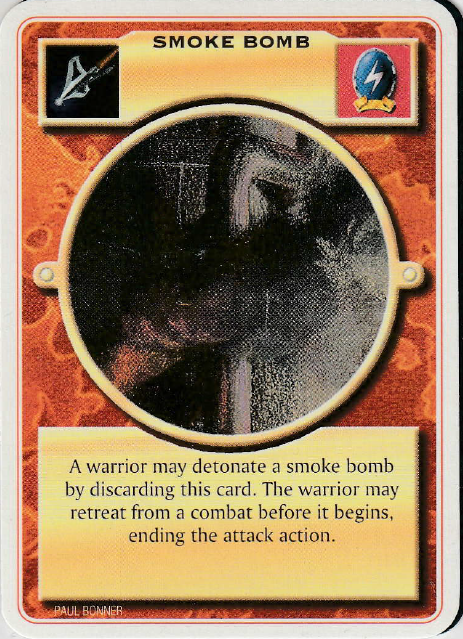 SMOKE BOMB
A warrior may detonate a smoke bomb
by discarding this card. The warrior may
retreat from a combat before it begins,
ending the attack action.
PAUL BONNER